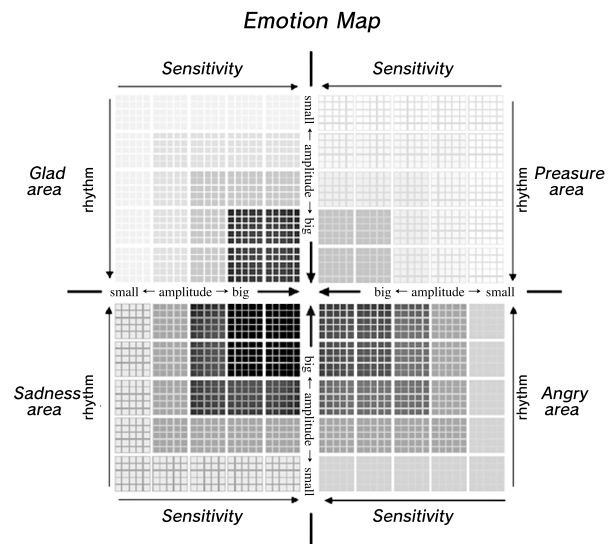 Emotion Map
Sensitivity
Sensitivity
Glad
area
rhythm
small ← amplitude → big
Preasure
area
rhythm
small ← amplitude → big
big ← amplitude → small
Sadness
area
rhythm
big ← amplitude → small
Angry
area
rhythm
Sensitivity
Sensitivity